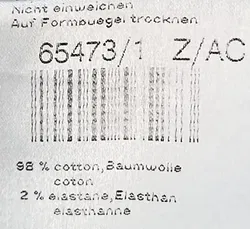 Nicht einweichen
Auf Formbuegel trocknen
65473/1 Z/AC
98 % cotton, Baumwolle
coton
2 % elastane, Elasthan
elasthanne